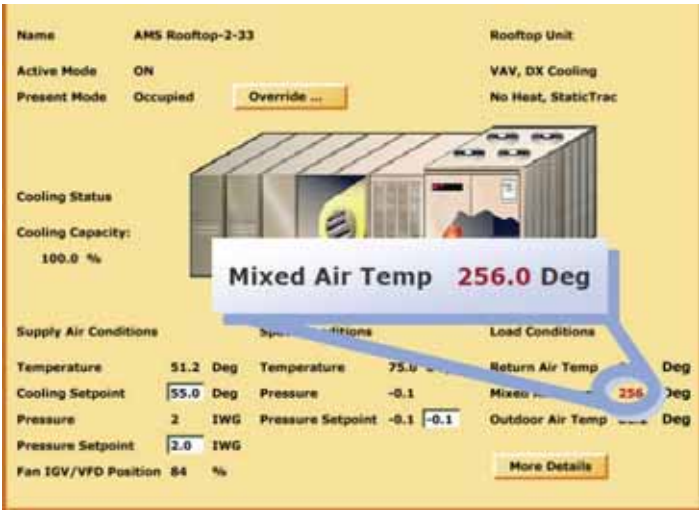 Name AMS Rooftop-2-33 Rooftop Unit
Active Mode ON VAV, DX Cooling
Present Mode Occupied Override ... No Heat, StaticTrac
Cooling Status
Cooling Capacity:
100.0 %
Mixed Air Temp 256.0 Deg
Supply Air Conditions Load Conditions
Temperature 51.2 Deg Temperature Return Air Temp Deg
Cooling Setpoint 55.0 Deg Pressure -0.1 Mixed 256 Deg
Pressure 2 IWG Pressure Setpoint -0.1 -0.1 Outdoor Air Temp Deg
Pressure Setpoint 2.0 IWG
Fan IGV/VFD Position 84 % More Details